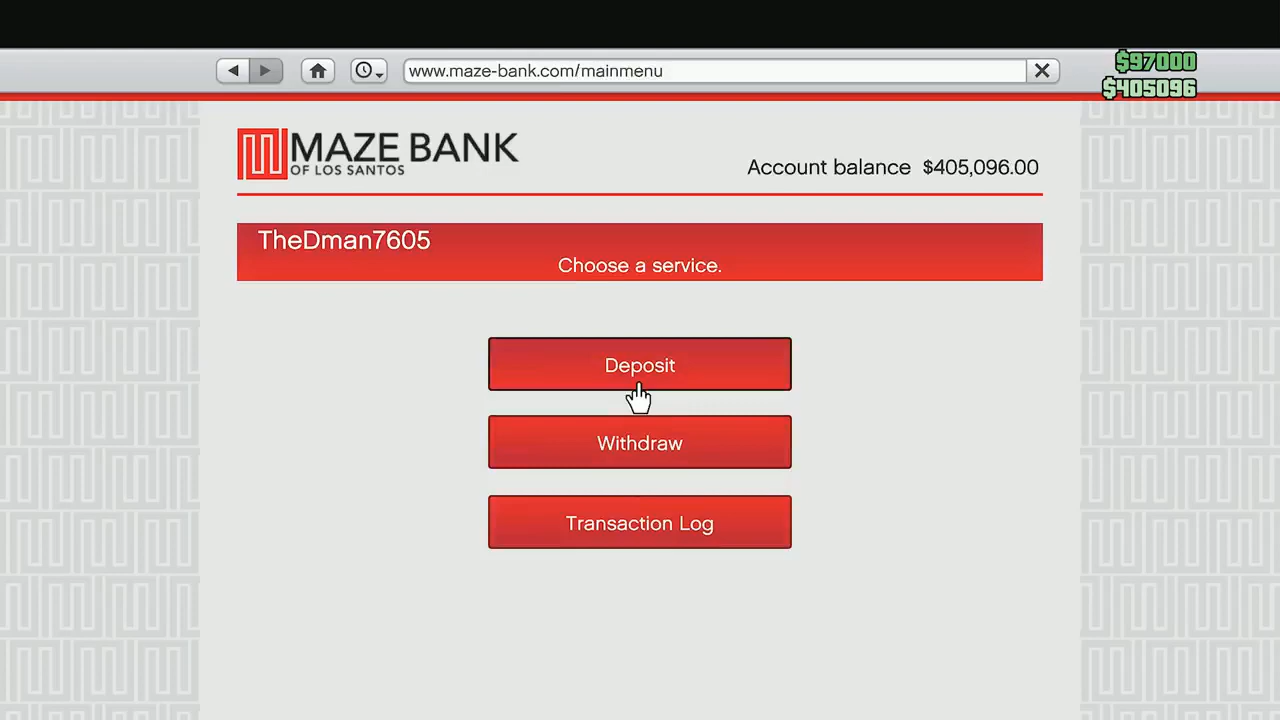 www.maze-bank.com/mainmenu
$97000
$405096
MAZE BANK
OF LOS SANTOS
Account balance $405,096.00
TheDman7605
Choose a service.
Deposit
Withdraw
Transaction Log